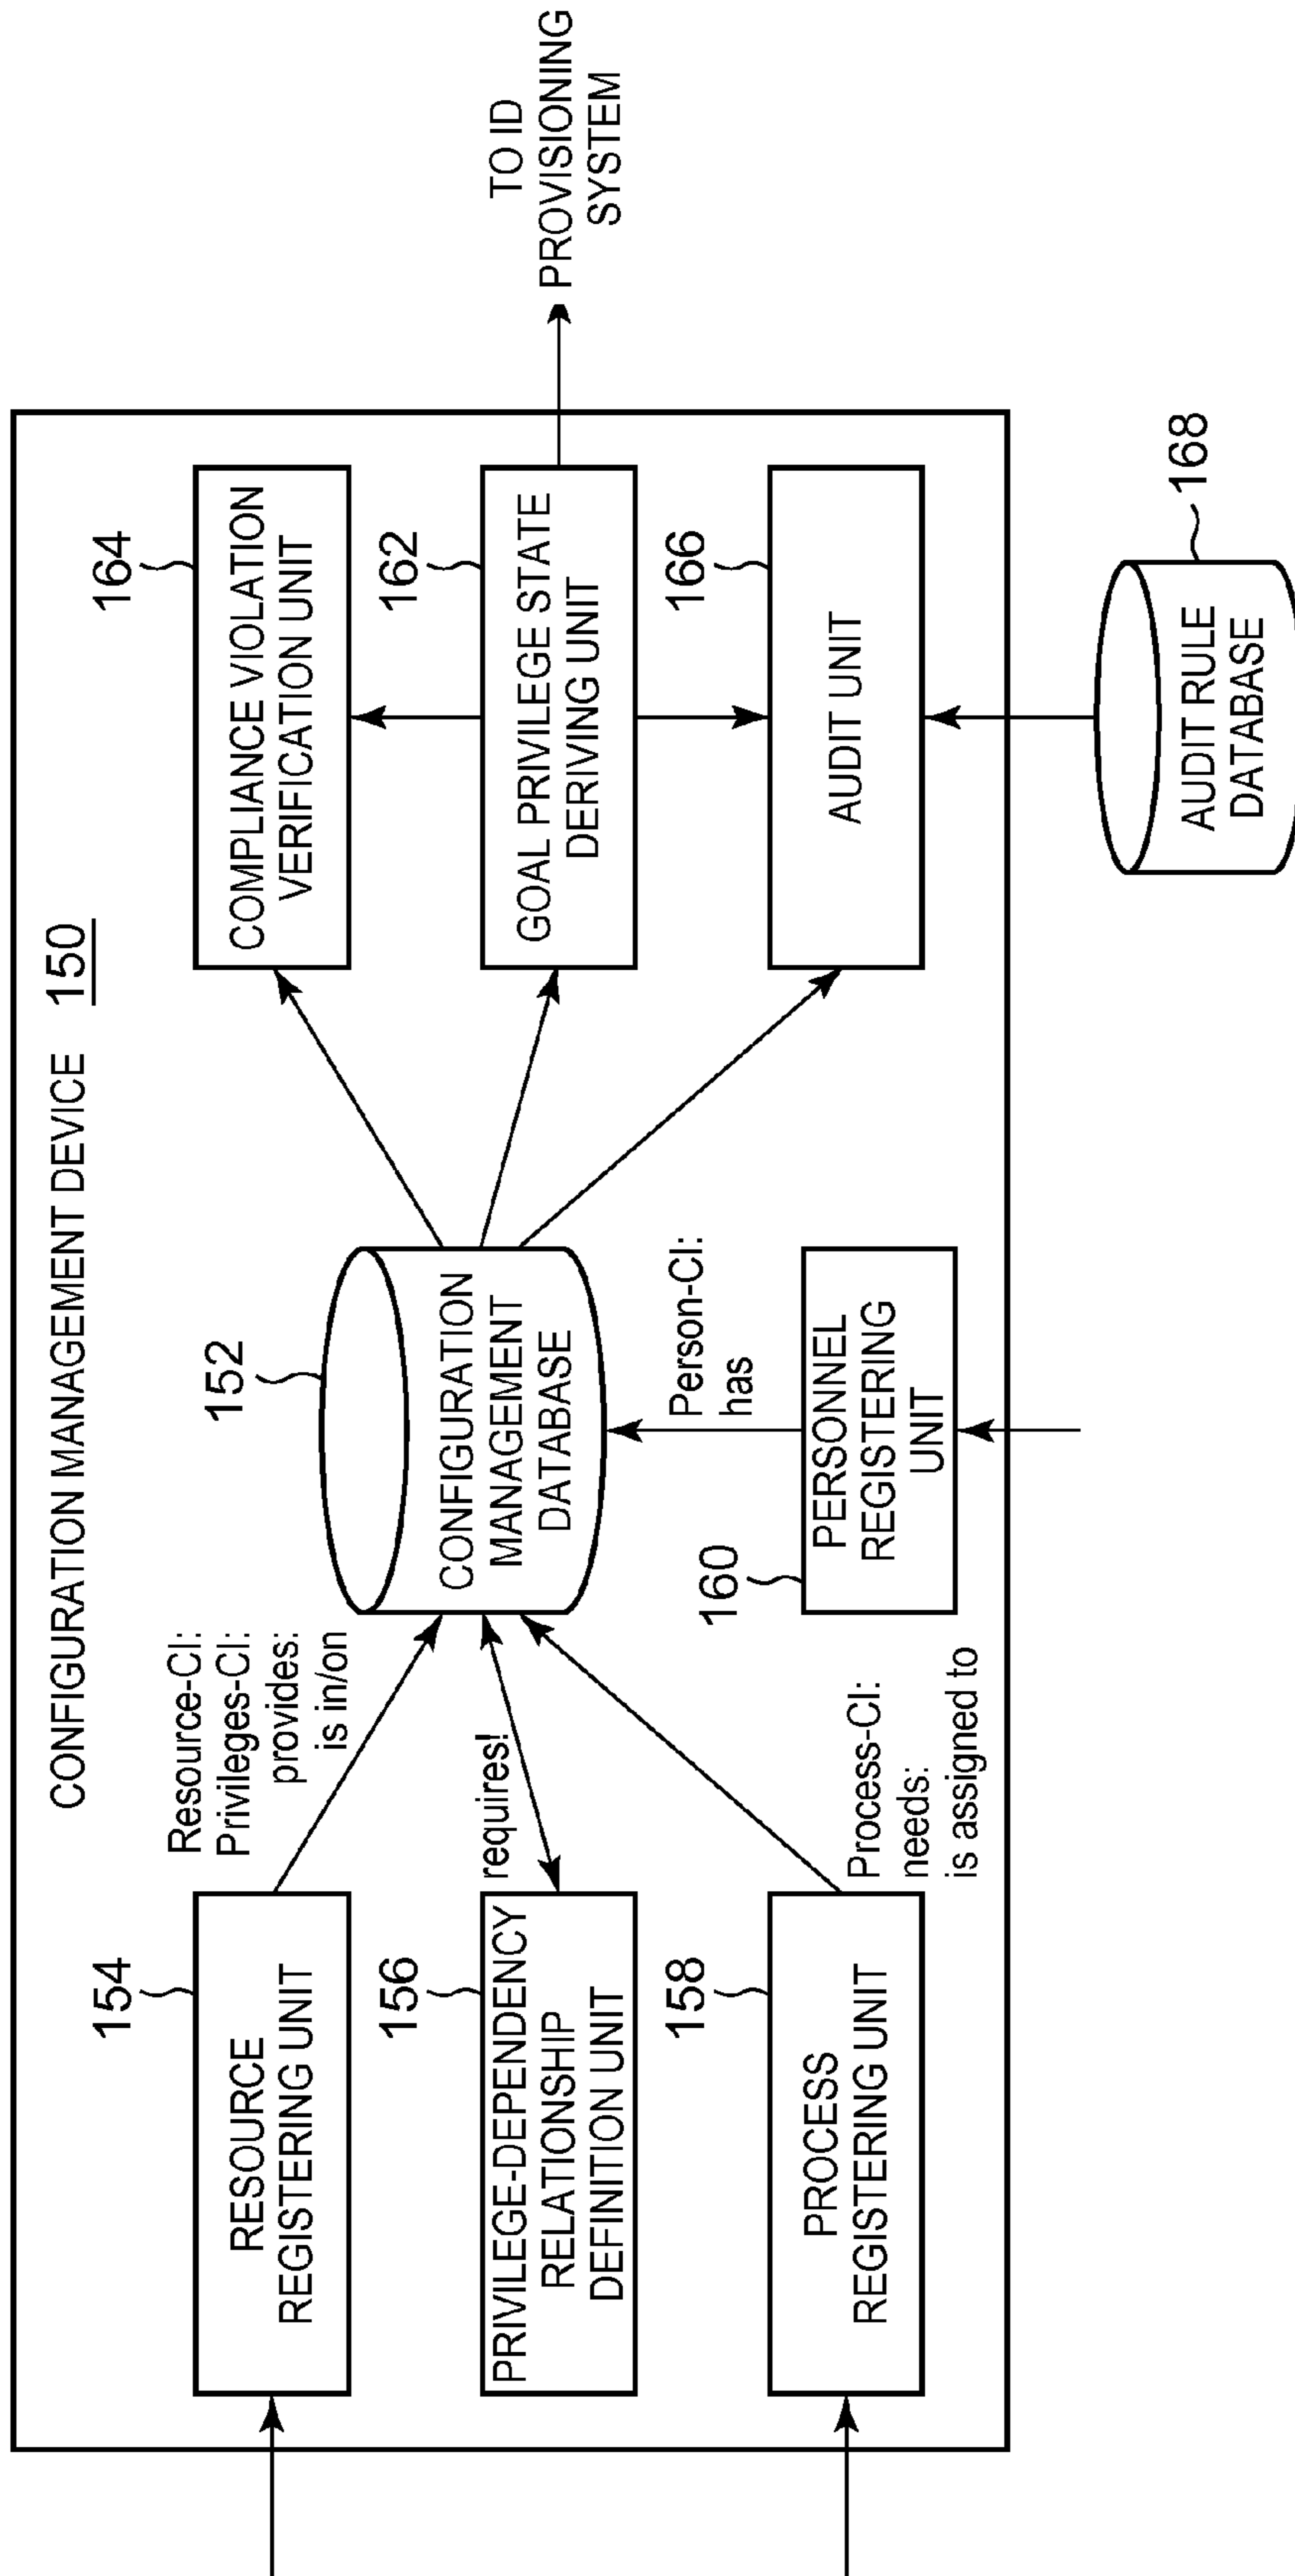 CONFIGURATION MANAGEMENT DEVICE 150
154
RESOURCE
REGISTERING UNIT
Resource-CI:
Privileges-CI:
provides:
is in/on
156
PRIVILEGE-DEPENDENCY
RELATIONSHIP
DEFINITION UNIT
requires!
158
PROCESS
REGISTERING UNIT
Process-CI:
needs:
is assigned to
152
CONFIGURATION
MANAGEMENT
DATABASE
Person-CI:
has
160
PERSONNEL
REGISTERING
UNIT
164
COMPLIANCE VIOLATION
VERIFICATION UNIT
162
GOAL PRIVILEGE STATE
DERIVING UNIT
166
AUDIT UNIT
TO ID
PROVISIONING
SYSTEM
168
AUDIT RULE
DATABASE